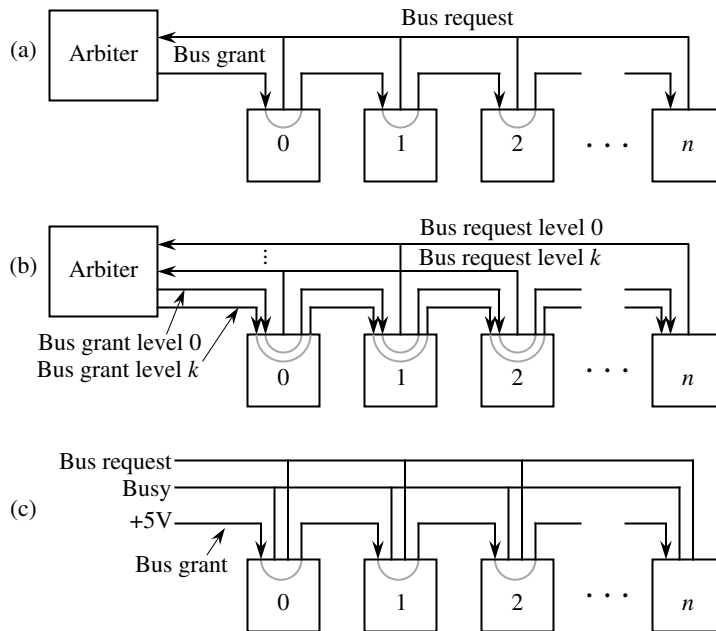 (a)
Arbiter
Bus request
Bus grant
0
1
2
. . .
n
(b)
Arbiter
Bus request level 0
⋮
Bus request level k
Bus grant level 0
Bus grant level k
0
1
2
. . .
n
(c)
Bus request
Busy
+5V
Bus grant
0
1
2
. . .
n